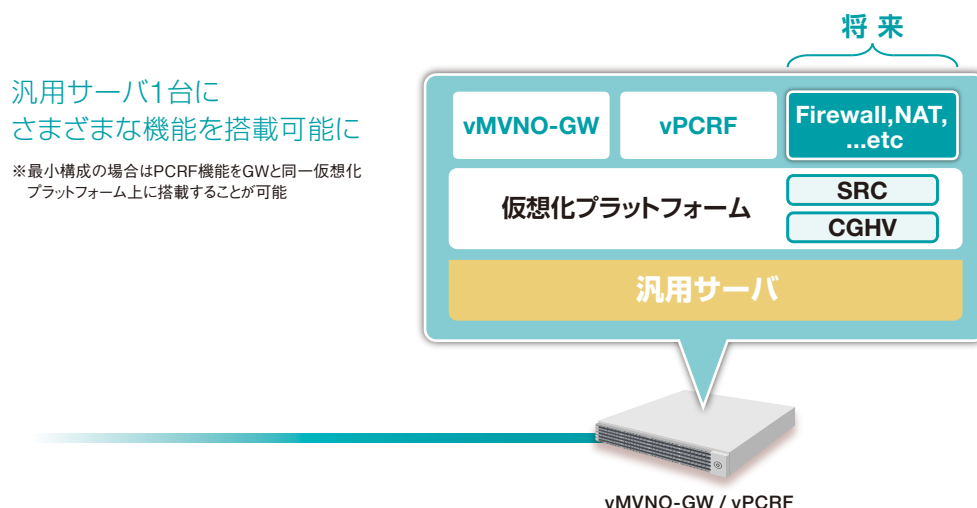 将来
汎用サーバ1台に
さまざまな機能を搭載可能に
※最小構成の場合はPCRF機能をGWと同一仮想化
プラットフォーム上に搭載することが可能
vMVNO-GW
vPCRF
Firewall,NAT,
...etc
仮想化プラットフォーム
SRC
CGHV
汎用サーバ
vMVNO-GW / vPCRF